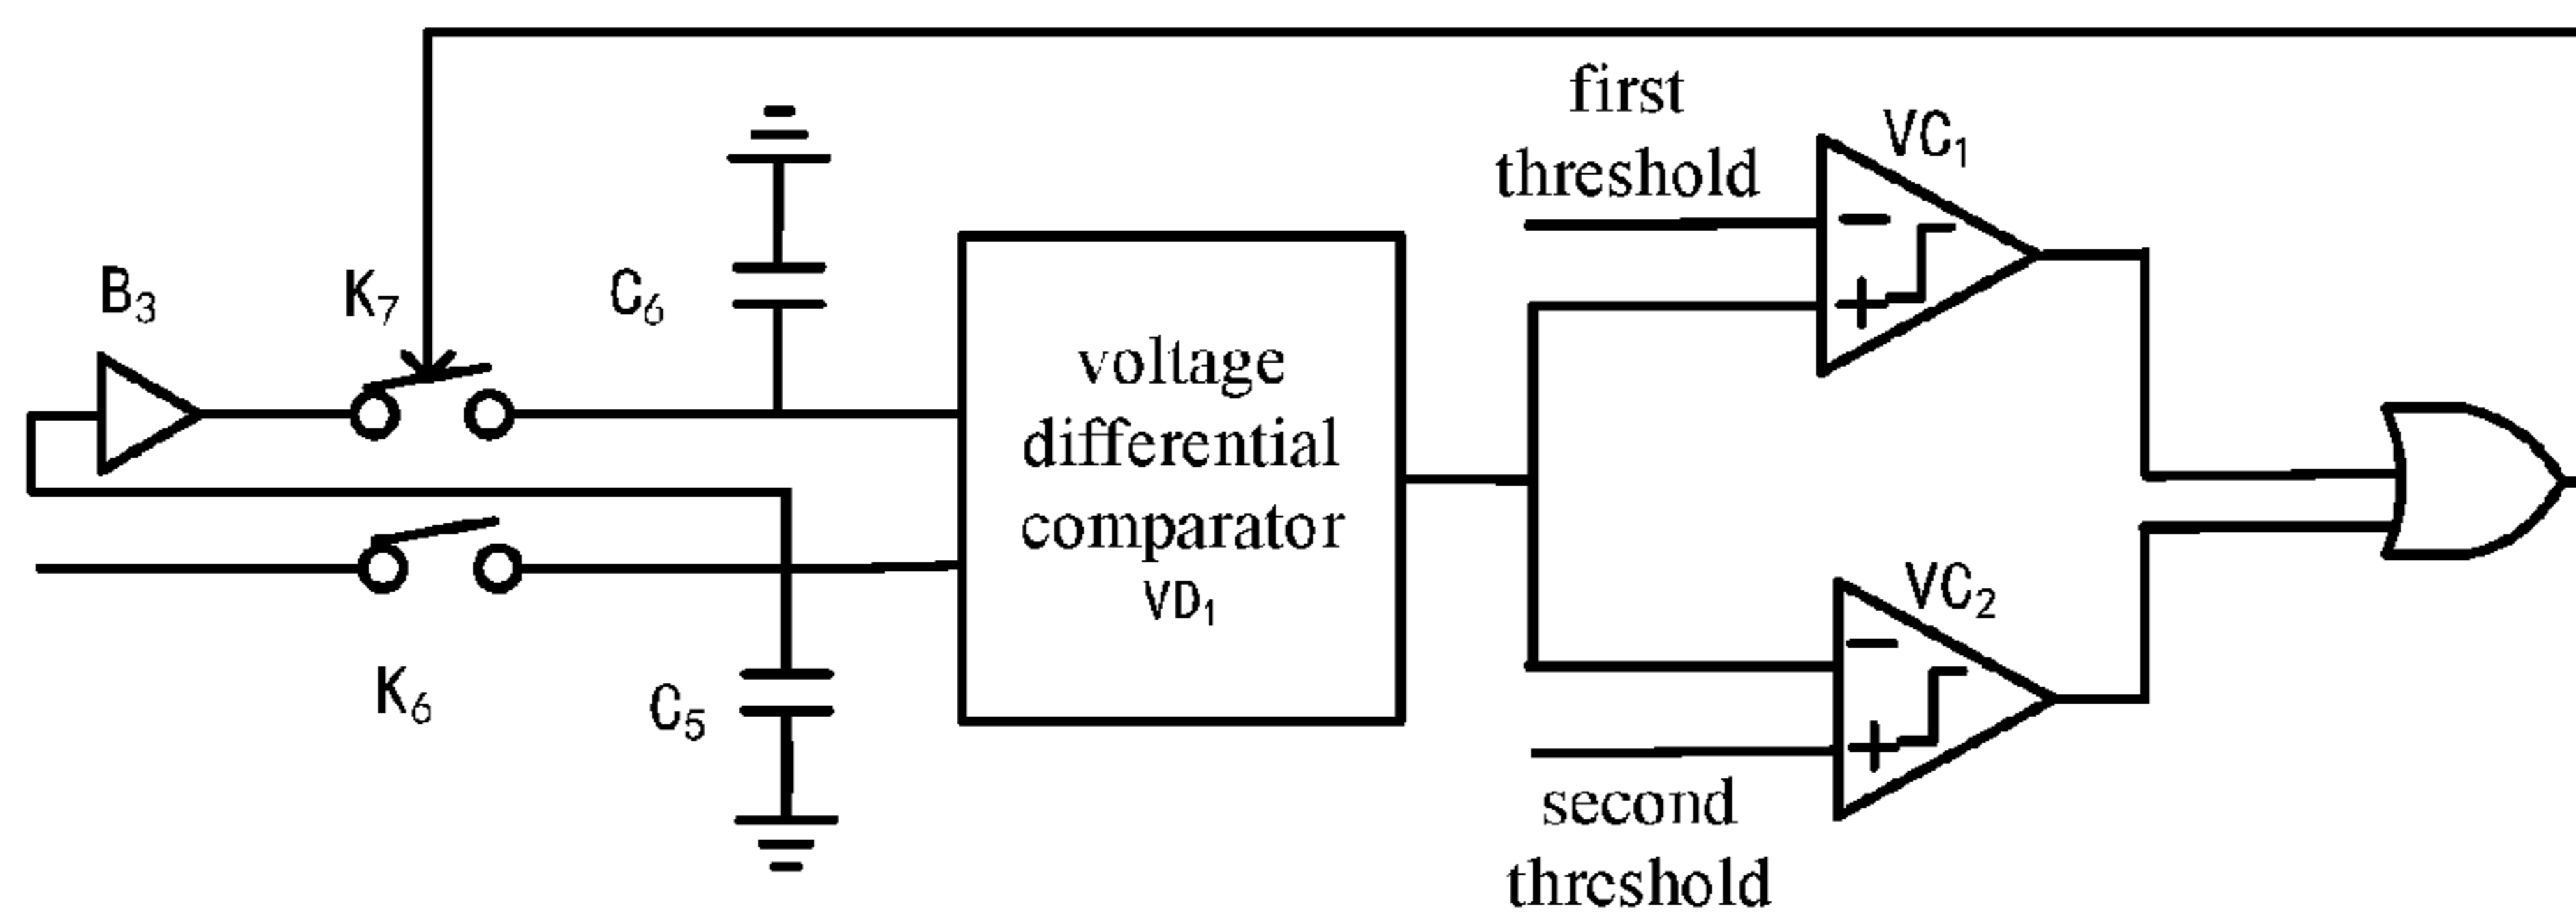 first
threshold
VC₁
B₃
K₇
C₆
voltage
differential
comparator
VD₁
K₆
C₅
VC₂
second
threshold